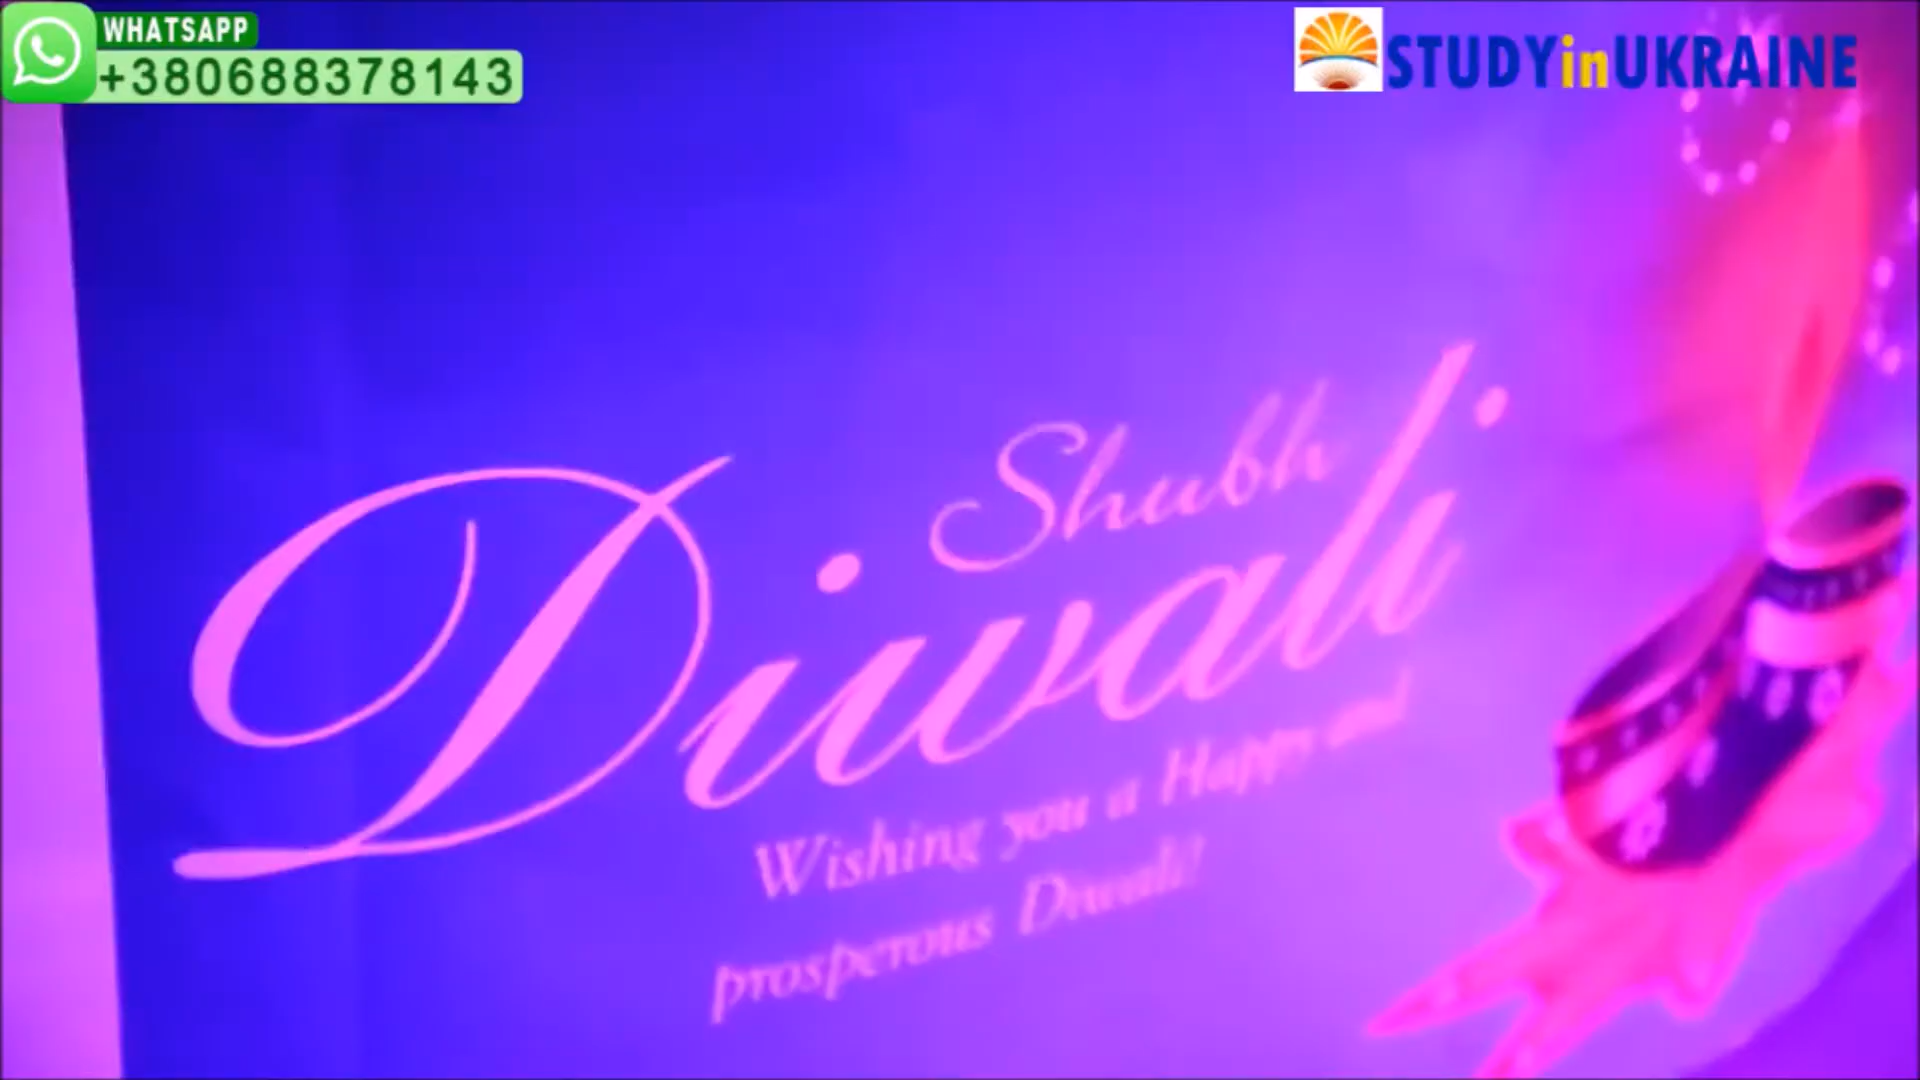 WHATSAPP
+380688378143
STUDYinUKRAINE
Shubh
Diwali
Wishing you a Happy and
prosperous Diwali!